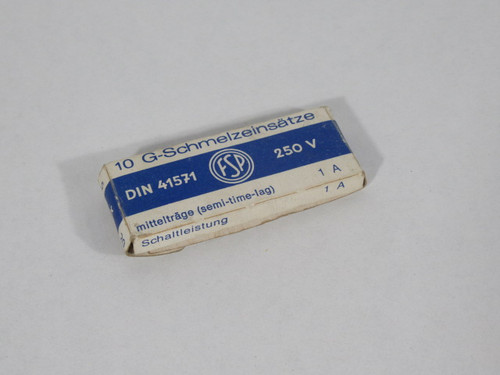 10 G-Schmelzeinsätze
DIN 41571 FSP 250 V
mittelträge (semi-time-lag) 1 A
Schaltleistung 1 A